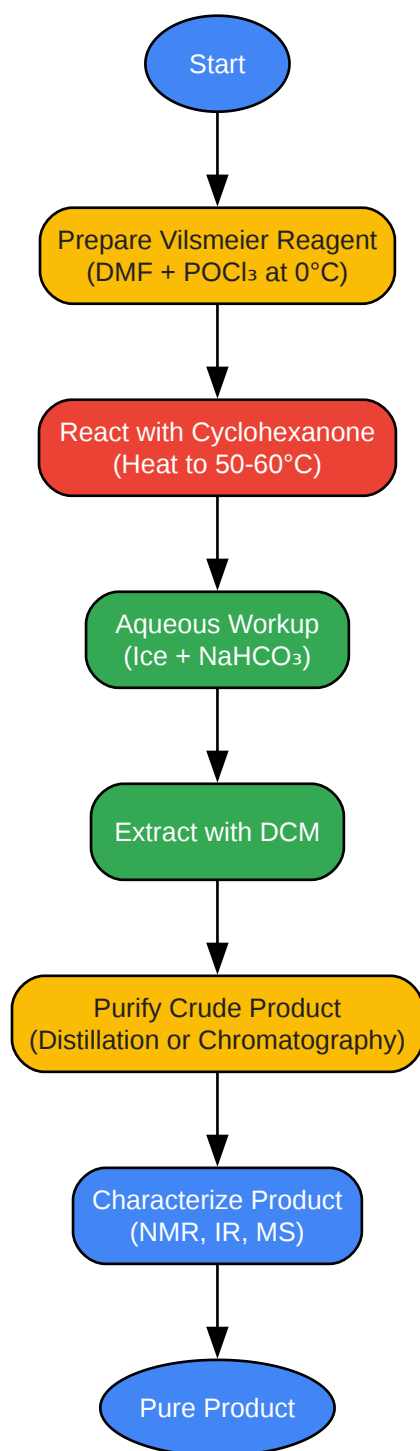 Start
Prepare Vilsmeier Reagent
(DMF + POCl₃ at 0°C)
React with Cyclohexanone
(Heat to 50-60°C)
Aqueous Workup
(Ice + NaHCO₃)
Extract with DCM
Purify Crude Product
(Distillation or Chromatography)
Characterize Product
(NMR, IR, MS)
Pure Product